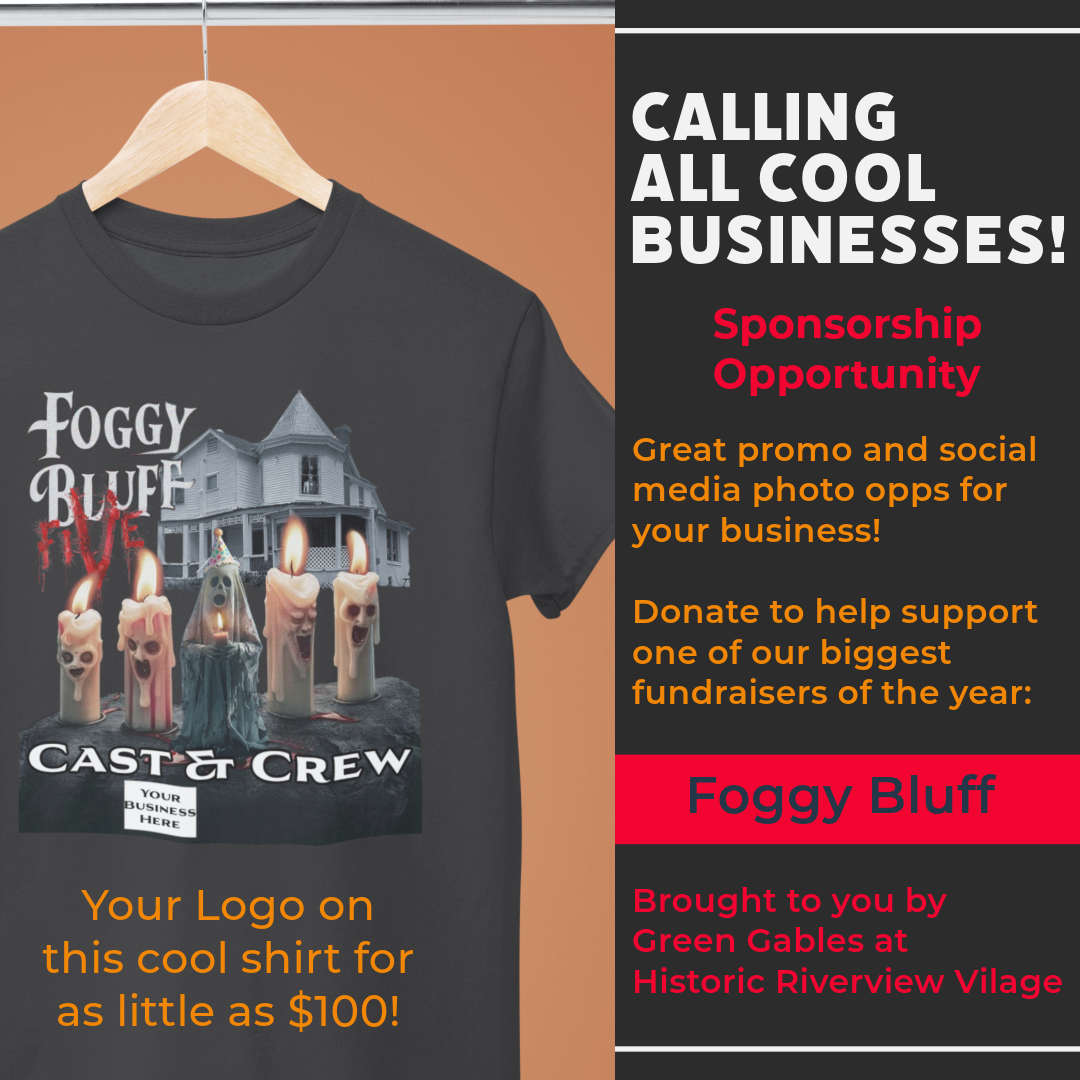 FOGGY
BLUFF
FiVE
CAST & CREW
YOUR
BUSINESS
HERE
Your Logo on
this cool shirt for
as little as $100!
CALLING
ALL COOL
BUSINESSES!
Sponsorship
Opportunity
Great promo and social
media photo opps for
your business!
Donate to help support
one of our biggest
fundraisers of the year:
Foggy Bluff
Brought to you by
Green Gables at
Historic Riverview Vilage